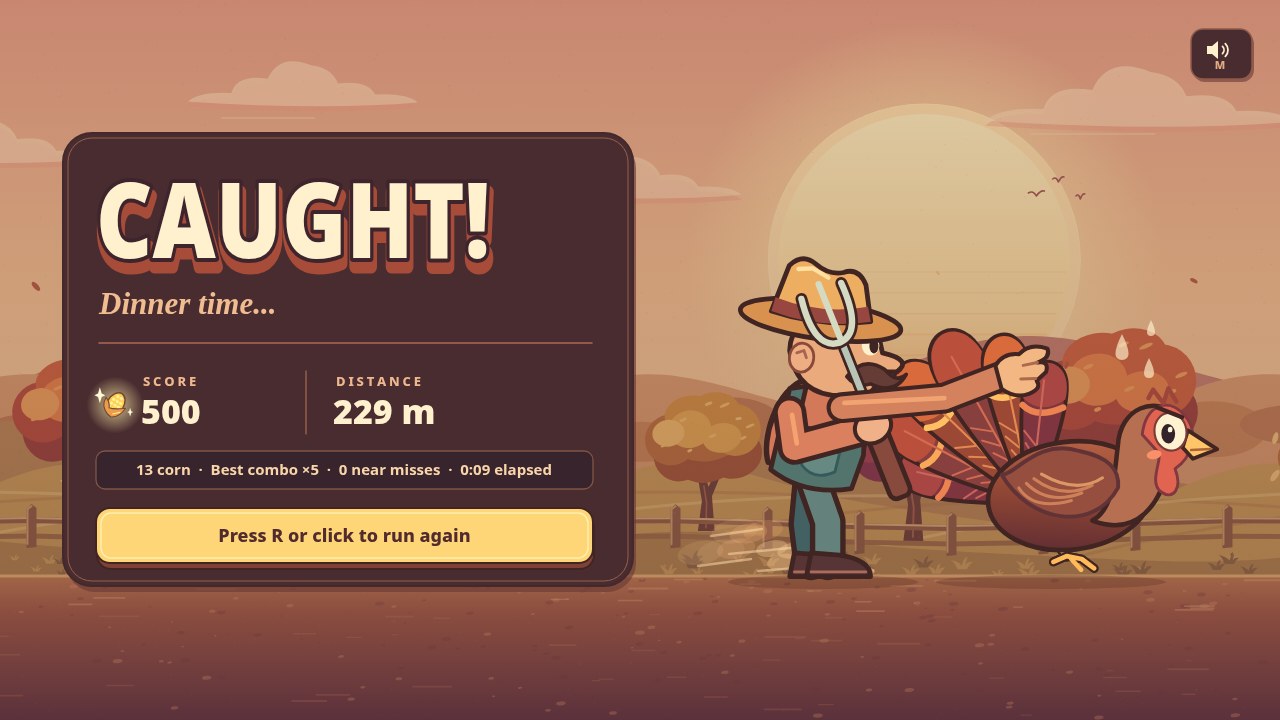 M
CAUGHT!
Dinner time...
SCORE
500
DISTANCE
229 m
13 corn · Best combo ×5 · 0 near misses · 0:09 elapsed
Press R or click to run again